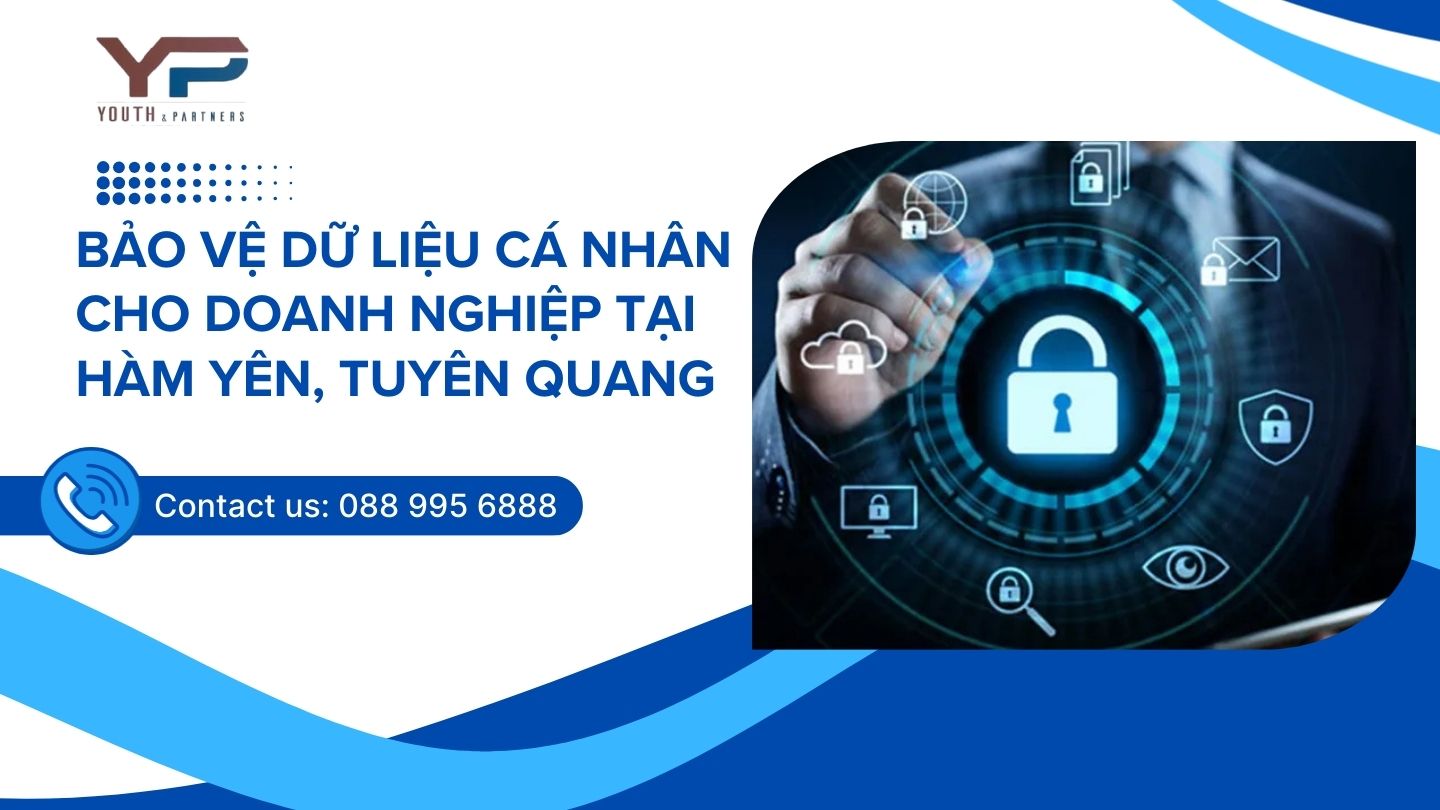 YP
YOUTH & PARTNERS
BẢO VỆ DỮ LIỆU CÁ NHÂN
CHO DOANH NGHIỆP TẠI
HÀM YÊN, TUYÊN QUANG
Contact us: 088 995 6888